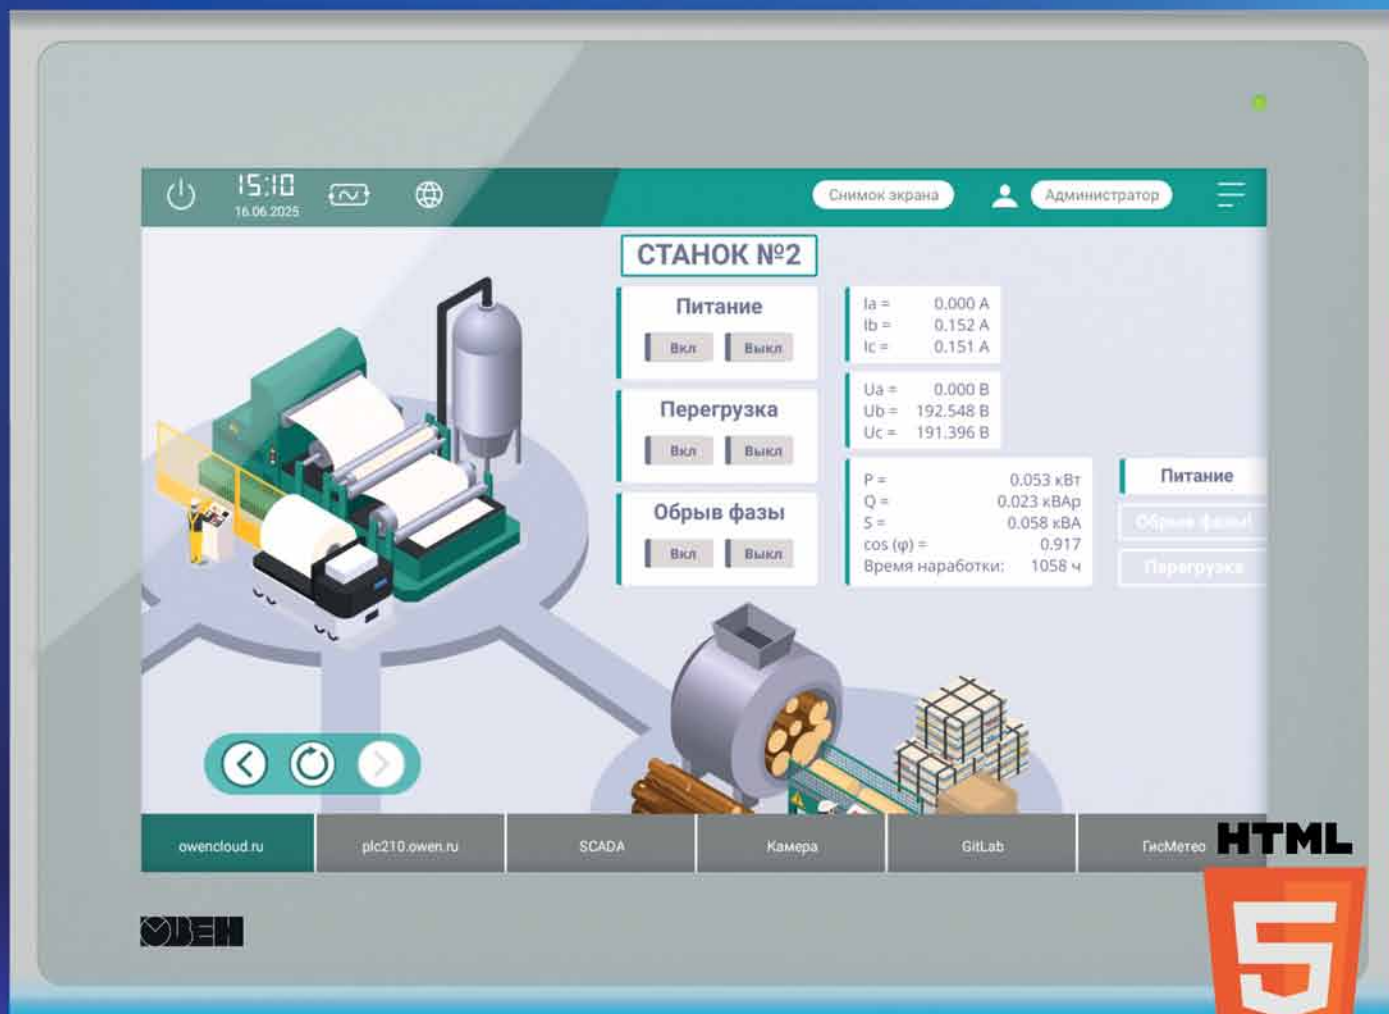 15:10
16.06.2025
Снимок экрана
Администратор
СТАНОК №2
Питание
Вкл
Выкл
Перегрузка
Вкл
Выкл
Обрыв фазы
Вкл
Выкл
Ia = 0.000 A
Ib = 0.152 A
Ic = 0.151 A
Ua = 0.000 В
Ub = 192.548 В
Uc = 191.396 В
P = 0.053 кВт
Q = 0.023 кВАр
S = 0.058 кВА
cos (φ) = 0.917
Время наработки: 1058 ч
Питание
Обрыв фазы!
Перегрузка
owencloud.ru
plc210.owen.ru
SCADA
Камера
GitLab
ГисМетео
ОВЕН
HTML
5